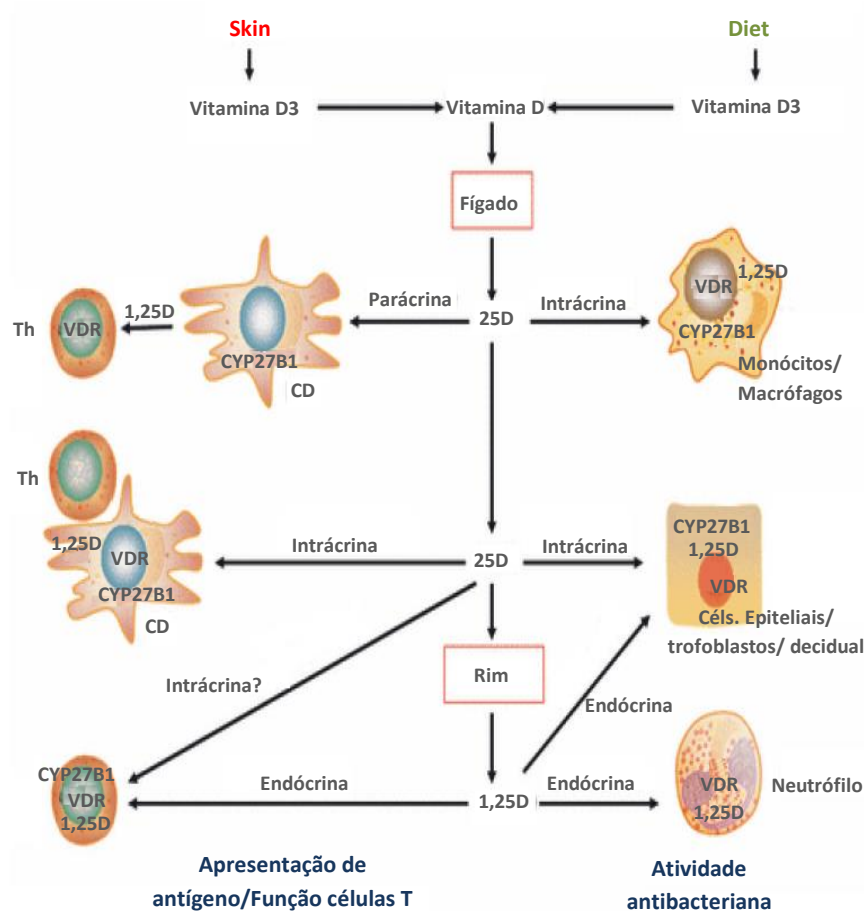 Skin
Diet
Vitamina D3
Vitamina D
Vitamina D3
Fígado
VDR
1,25D
CYP27B1
Monócitos/
Macrófagos
Parácrina
25D
Intrácrina
1,25D
Th
VDR
CYP27B1
CD
Th
1,25D
VDR
CYP27B1
CD
Intrácrina
25D
Intrácrina
CYP27B1
1,25D
VDR
Céls. Epiteliais/
trofoblastos/ decidual
Rim
Intrácrina?
Endócrina
CYP27B1
VDR
1,25D
Endócrina
1,25D
Endócrina
VDR
1,25D
Neutrófilo
Apresentação de
antígeno/Função células T
Atividade
antibacteriana